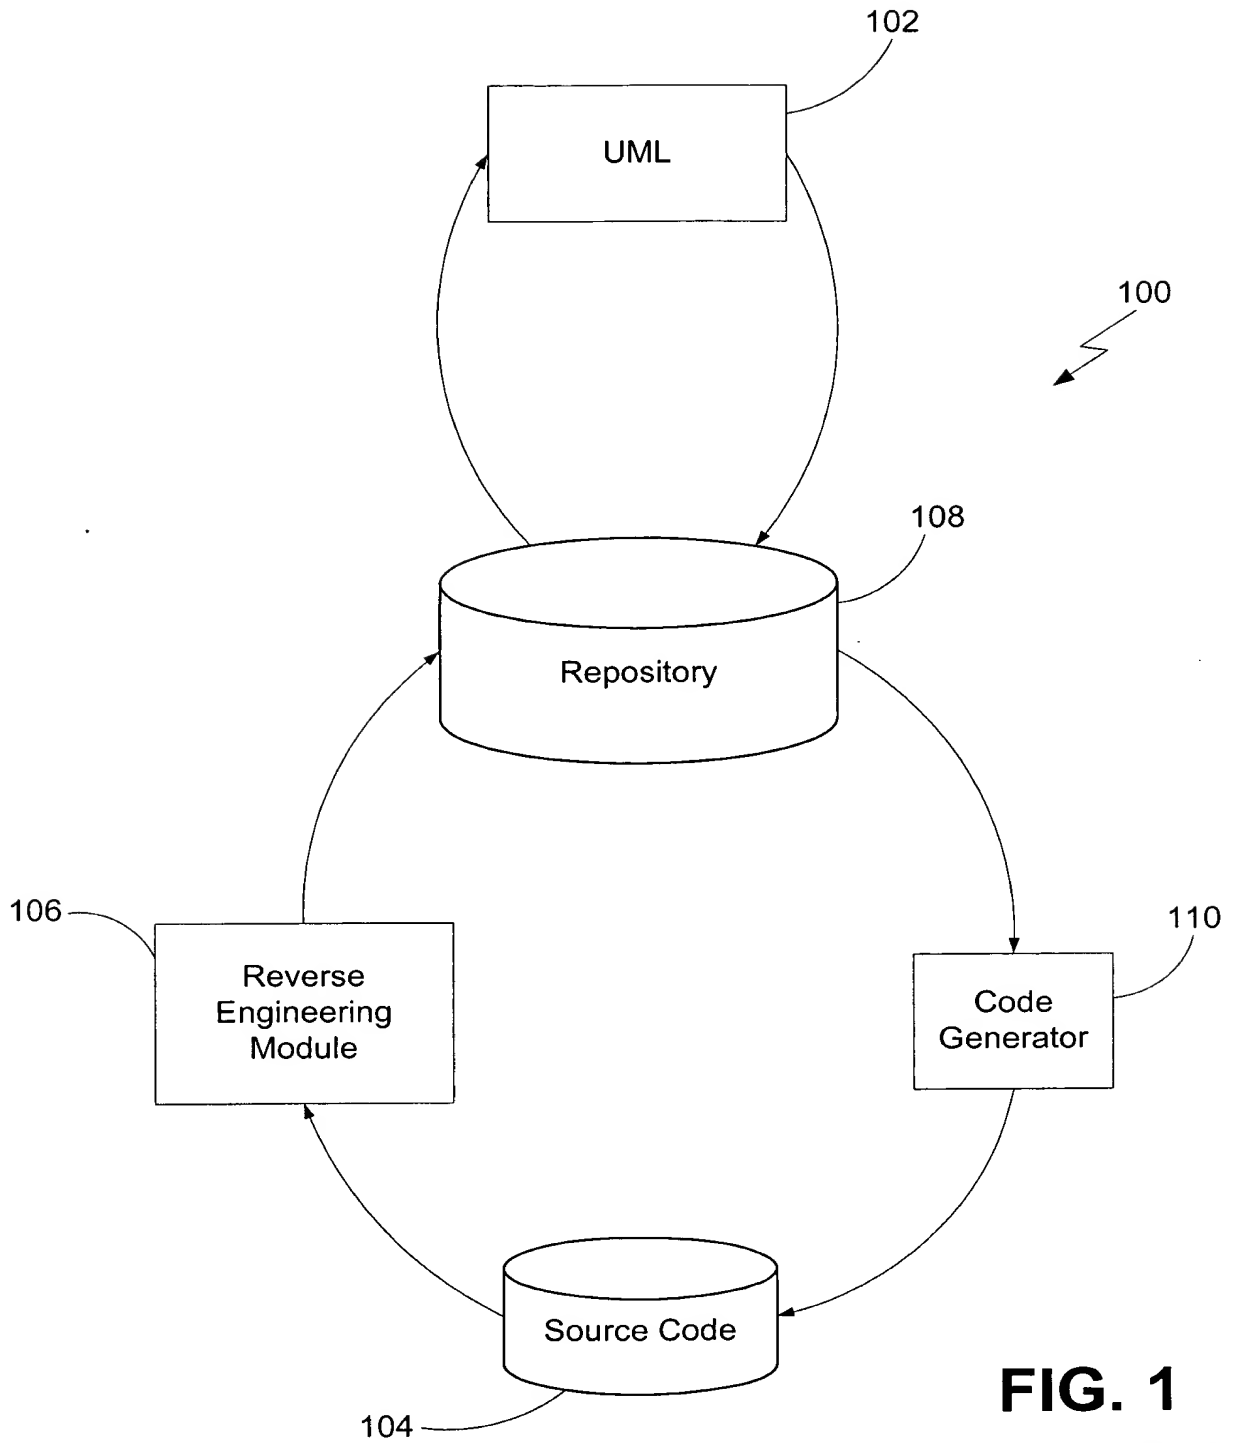 102
UML
100
108
Repository
106
Reverse
Engineering
Module
110
Code
Generator
Source Code
104
FIG. 1